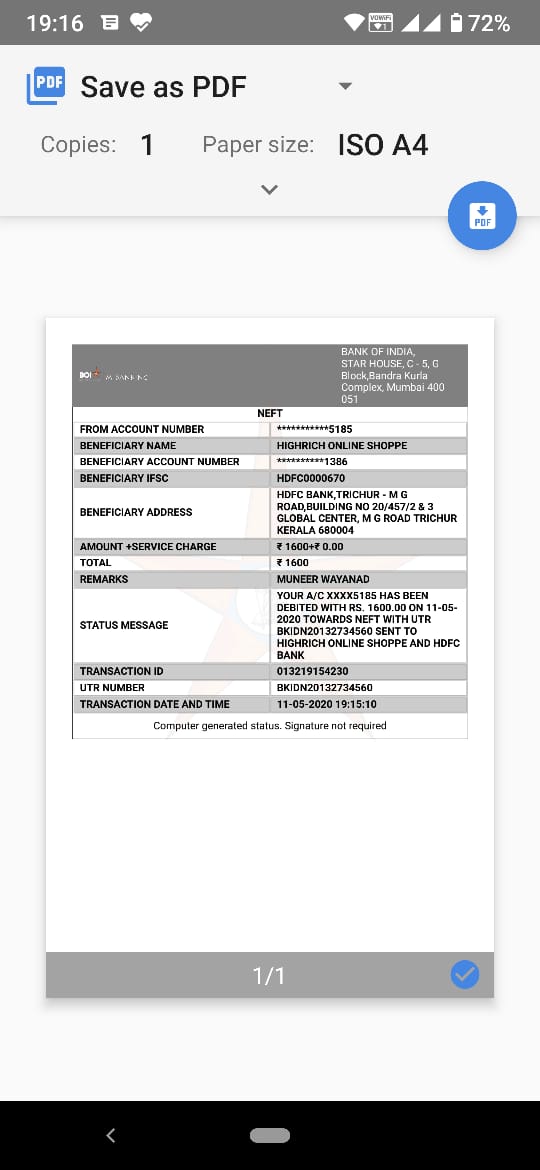 19:16
VOWiFi
1
72%
PDF
Save as PDF
Copies: 1 Paper size: ISO A4
PDF
BOI M BANKING
BANK OF INDIA,
STAR HOUSE, C - 5, G
Block,Bandra Kurla
Complex, Mumbai 400
051
NEFT
FROM ACCOUNT NUMBER ***********5185
BENEFICIARY NAME HIGHRICH ONLINE SHOPPE
BENEFICIARY ACCOUNT NUMBER **********1386
BENEFICIARY IFSC HDFC0000670
BENEFICIARY ADDRESS
HDFC BANK,TRICHUR - M G
ROAD,BUILDING NO 20/457/2 & 3
GLOBAL CENTER, M G ROAD TRICHUR
KERALA 680004
AMOUNT +SERVICE CHARGE ₹ 1600+₹ 0.00
TOTAL ₹ 1600
REMARKS MUNEER WAYANAD
STATUS MESSAGE
YOUR A/C XXXX5185 HAS BEEN
DEBITED WITH RS. 1600.00 ON 11-05-
2020 TOWARDS NEFT WITH UTR
BKIDN20132734560 SENT TO
HIGHRICH ONLINE SHOPPE AND HDFC
BANK
TRANSACTION ID 013219154230
UTR NUMBER BKIDN20132734560
TRANSACTION DATE AND TIME 11-05-2020 19:15:10
Computer generated status. Signature not required
1/1